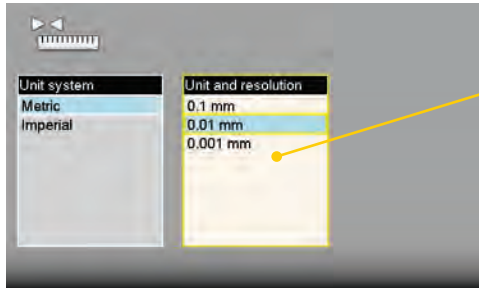 Unit system
Metric
Imperial
Unit and resolution
0.1 mm
0.01 mm
0.001 mm